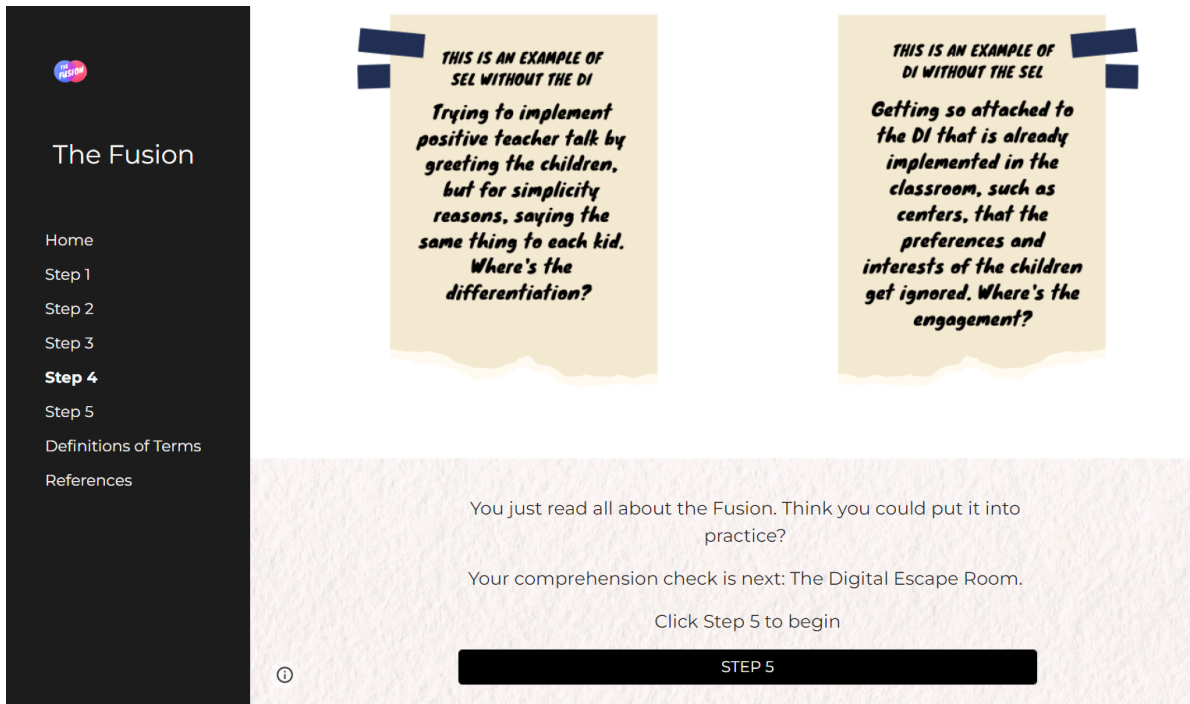 THE
FUSION
The Fusion
Home
Step 1
Step 2
Step 3
Step 4
Step 5
Definitions of Terms
References
THIS IS AN EXAMPLE OF
SEL WITHOUT THE DI
Trying to implement
positive teacher talk by
greeting the children,
but for simplicity
reasons, saying the
same thing to each kid.
Where's the
differentiation?
THIS IS AN EXAMPLE OF
DI WITHOUT THE SEL
Getting so attached to
the DI that is already
implemented in the
classroom, such as
centers, that the
preferences and
interests of the children
get ignored. Where's the
engagement?
You just read all about the Fusion. Think you could put it into
practice?
Your comprehension check is next: The Digital Escape Room.
Click Step 5 to begin
STEP 5